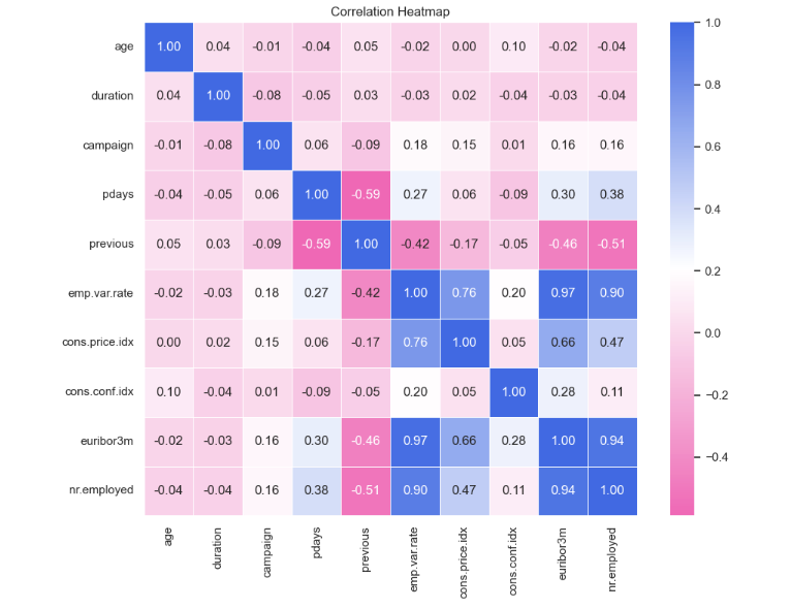 Correlation Heatmap
age 1.00 0.04 -0.01 -0.04 0.05 -0.02 0.00 0.10 -0.02 -0.04
duration 0.04 1.00 -0.08 -0.05 0.03 -0.03 0.02 -0.04 -0.03 -0.04
campaign -0.01 -0.08 1.00 0.06 -0.09 0.18 0.15 0.01 0.16 0.16
pdays -0.04 -0.05 0.06 1.00 -0.59 0.27 0.06 -0.09 0.30 0.38
previous 0.05 0.03 -0.09 -0.59 1.00 -0.42 -0.17 -0.05 -0.46 -0.51
emp.var.rate -0.02 -0.03 0.18 0.27 -0.42 1.00 0.76 0.20 0.97 0.90
cons.price.idx 0.00 0.02 0.15 0.06 -0.17 0.76 1.00 0.05 0.66 0.47
cons.conf.idx 0.10 -0.04 0.01 -0.09 -0.05 0.20 0.05 1.00 0.28 0.11
euribor3m -0.02 -0.03 0.16 0.30 -0.46 0.97 0.66 0.28 1.00 0.94
nr.employed -0.04 -0.04 0.16 0.38 -0.51 0.90 0.47 0.11 0.94 1.00
age duration campaign pdays previous emp.var.rate cons.price.idx cons.conf.idx euribor3m nr.employed
1.0
0.8
0.6
0.4
0.2
0.0
−0.2
−0.4